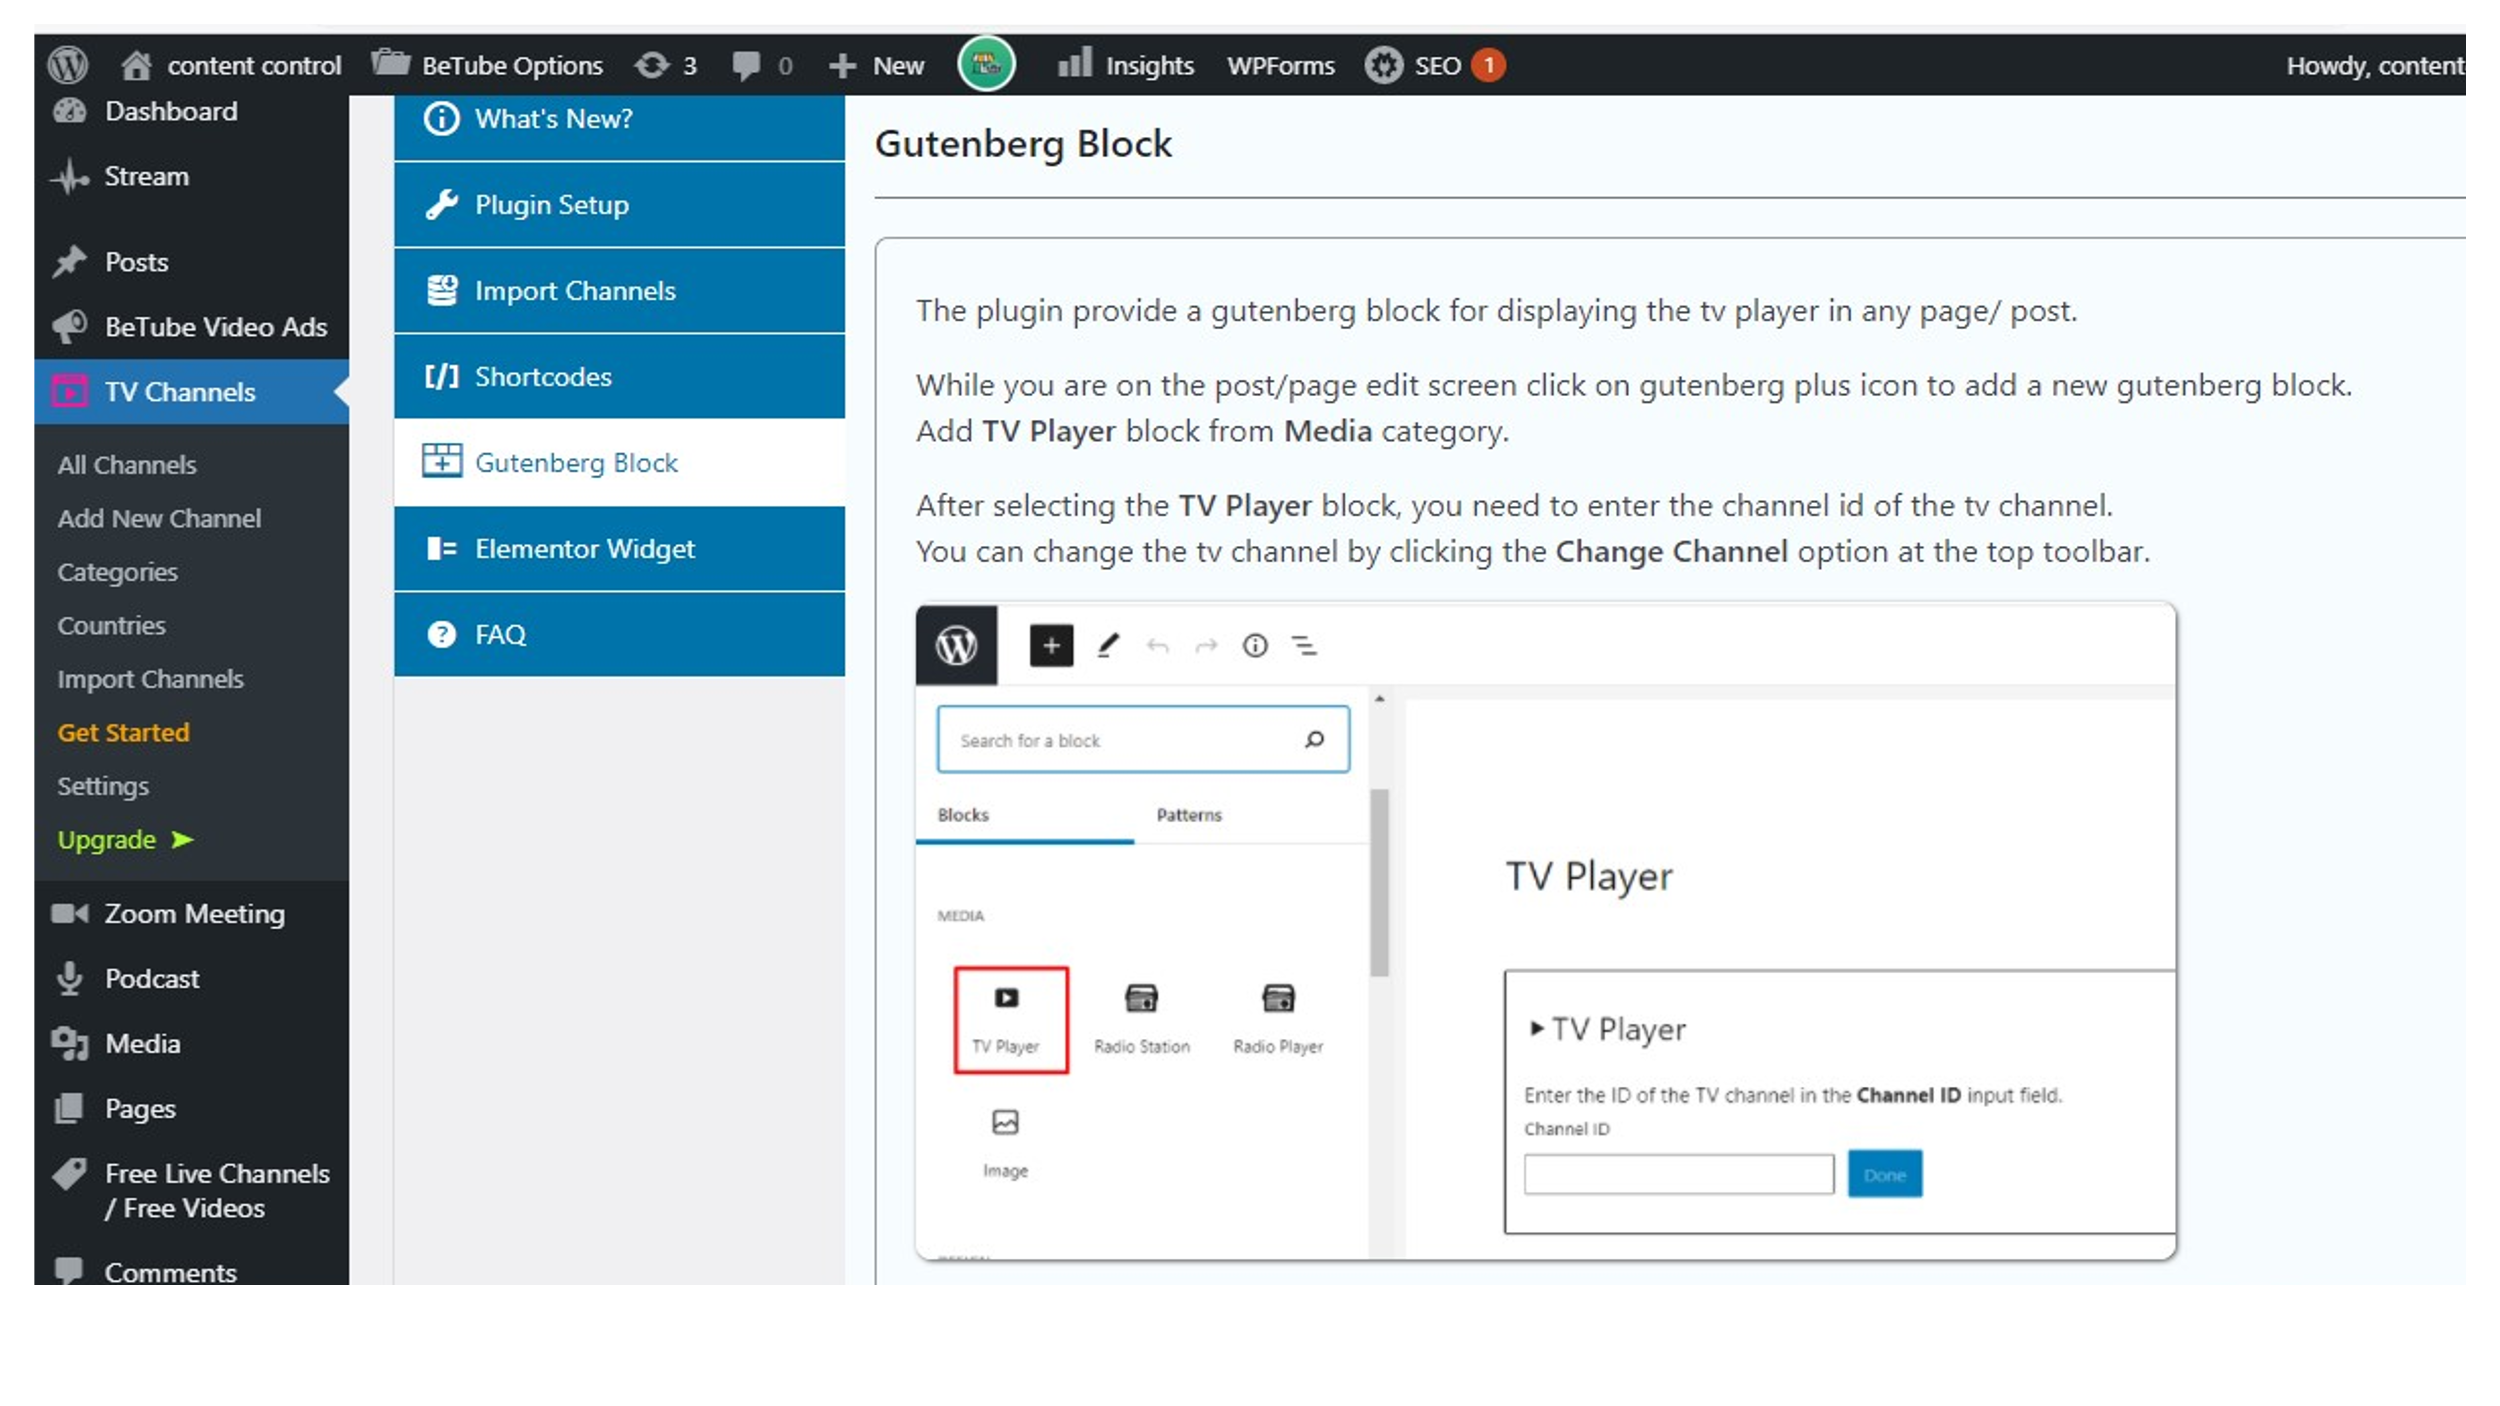 content control
BeTube Options
3
0
New
Insights
WPForms
SEO 1
Howdy, content
Dashboard
Stream
Posts
BeTube Video Ads
TV Channels
All Channels
Add New Channel
Categories
Countries
Import Channels
Get Started
Settings
Upgrade ➤
Zoom Meeting
Podcast
Media
Pages
Free Live Channels
/ Free Videos
Comments
What's New?
Plugin Setup
Import Channels
[/] Shortcodes
Gutenberg Block
Elementor Widget
FAQ
Gutenberg Block
The plugin provide a gutenberg block for displaying the tv player in any page/ post.
While you are on the post/page edit screen click on gutenberg plus icon to add a new gutenberg block.
Add TV Player block from Media category.
After selecting the TV Player block, you need to enter the channel id of the tv channel.
You can change the tv channel by clicking the Change Channel option at the top toolbar.
Search for a block
Blocks
Patterns
MEDIA
TV Player
Radio Station
Radio Player
Image
TV Player
TV Player
Enter the ID of the TV channel in the Channel ID input field.
Channel ID
Done